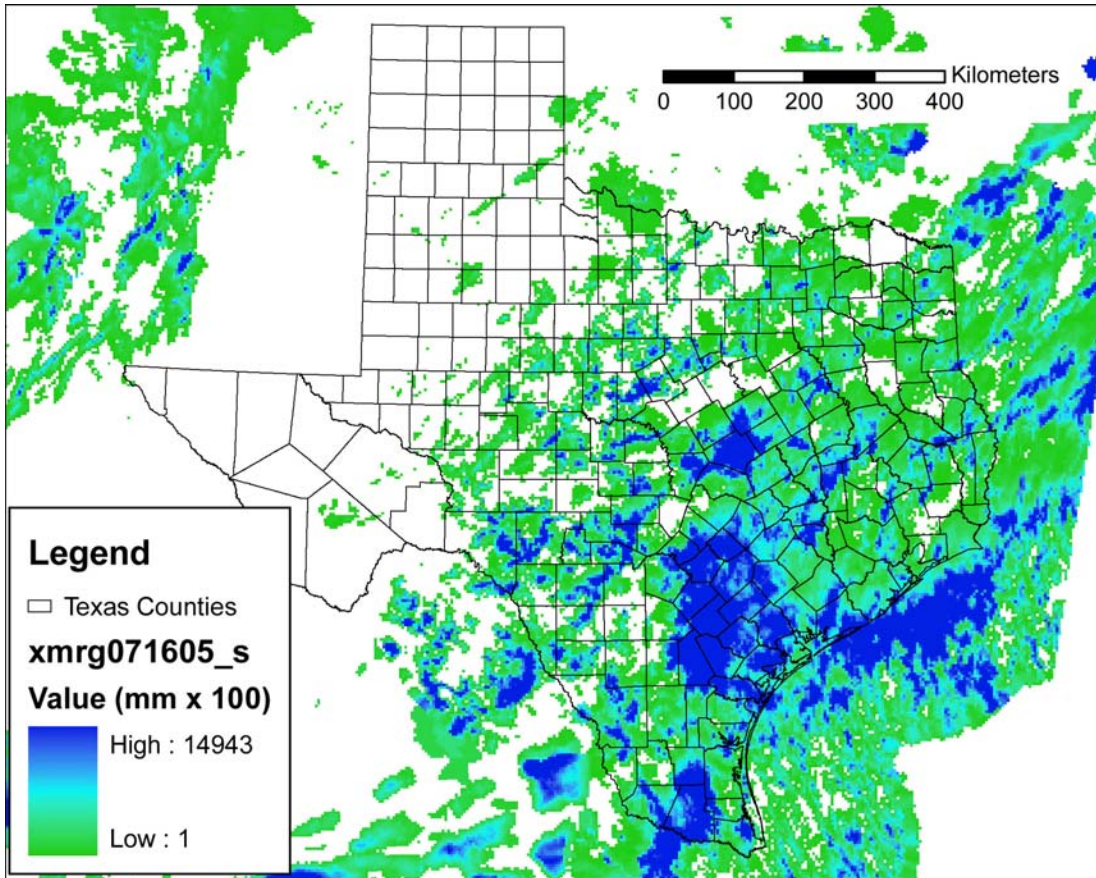 Kilometers
0 100 200 300 400
Legend
Texas Counties
xmrg071605_s
Value (mm x 100)
High : 14943
Low : 1